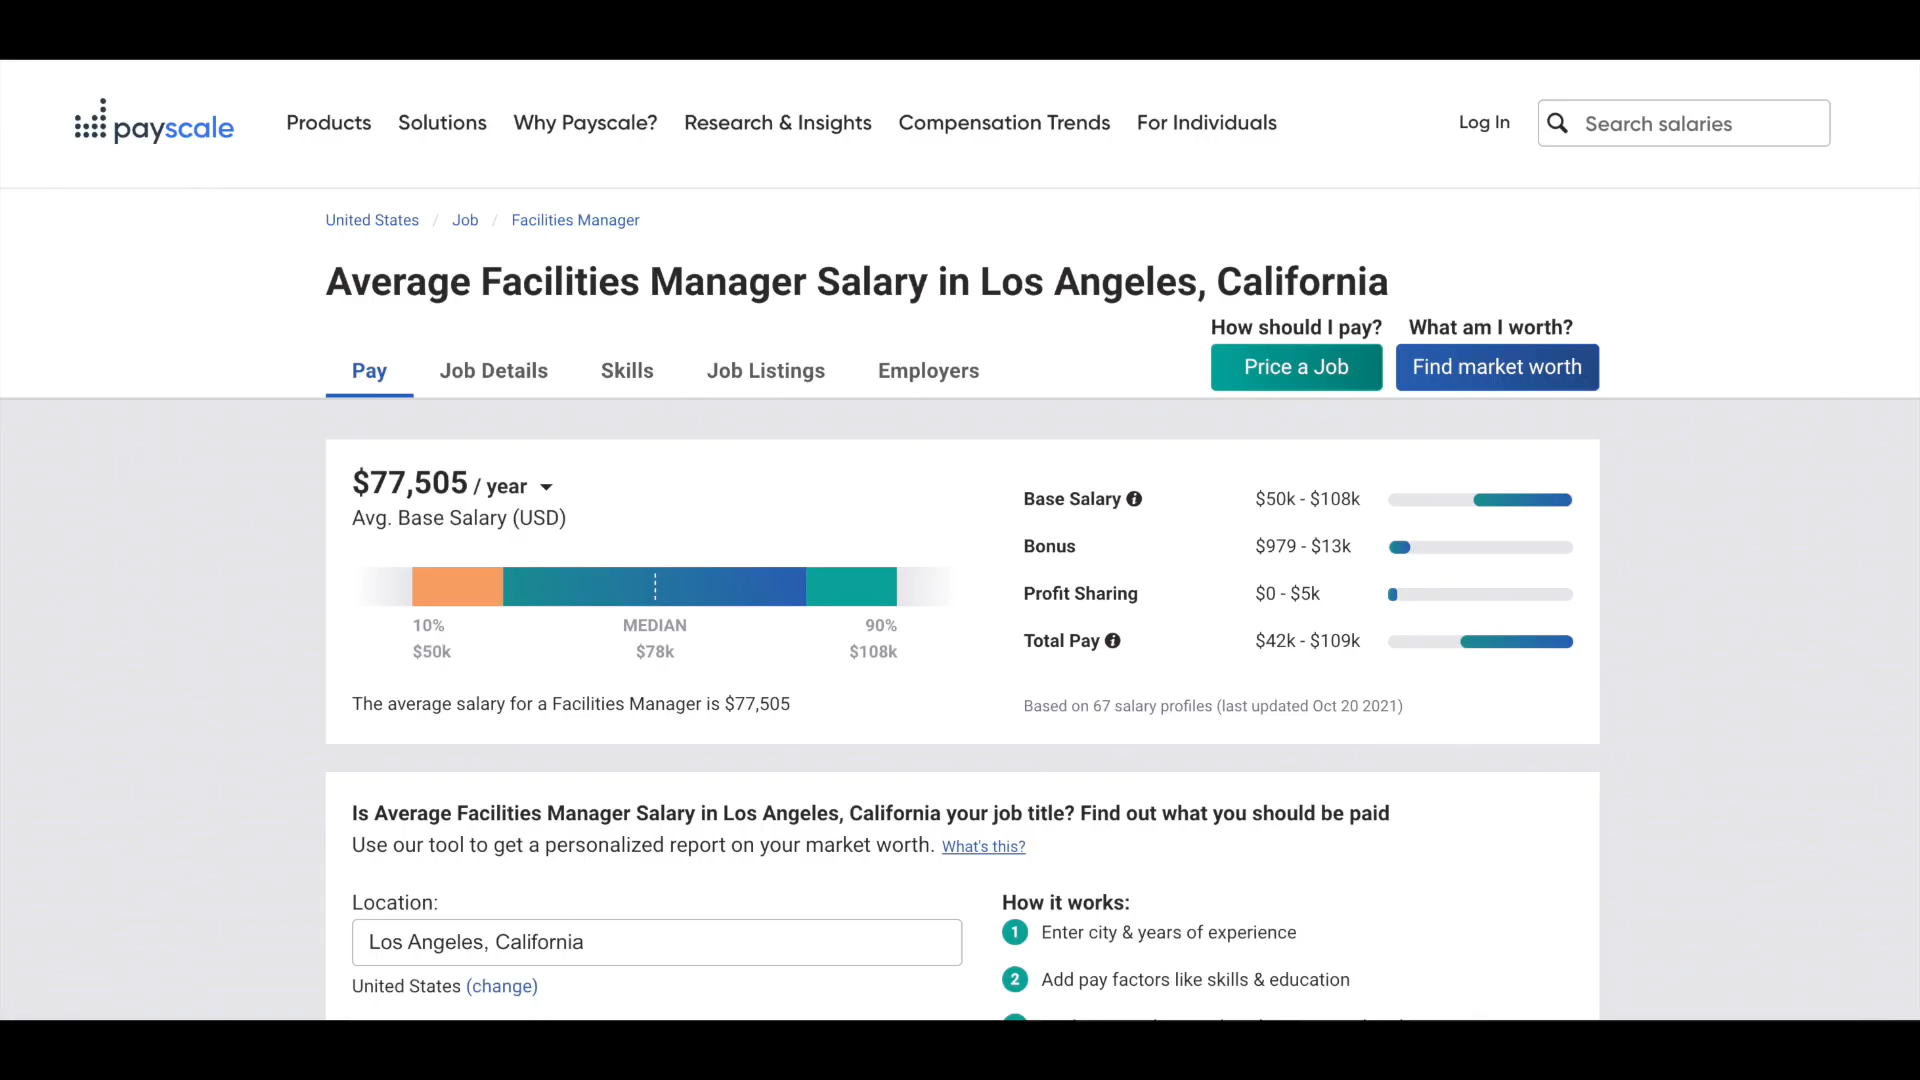 payscale
Products Solutions Why Payscale? Research & Insights Compensation Trends For Individuals Log In Search salaries
United States / Job / Facilities Manager
Average Facilities Manager Salary in Los Angeles, California
How should I pay? What am I worth?
Pay Job Details Skills Job Listings Employers Price a Job Find market worth
$77,505 / year
Avg. Base Salary (USD)
10% MEDIAN 90%
$50k $78k $108k
The average salary for a Facilities Manager is $77,505
Base Salary $50k - $108k
Bonus $979 - $13k
Profit Sharing $0 - $5k
Total Pay $42k - $109k
Based on 67 salary profiles (last updated Oct 20 2021)
Is Average Facilities Manager Salary in Los Angeles, California your job title? Find out what you should be paid
Use our tool to get a personalized report on your market worth. What's this?
Location:
Los Angeles, California
United States (change)
How it works:
1 Enter city & years of experience
2 Add pay factors like skills & education